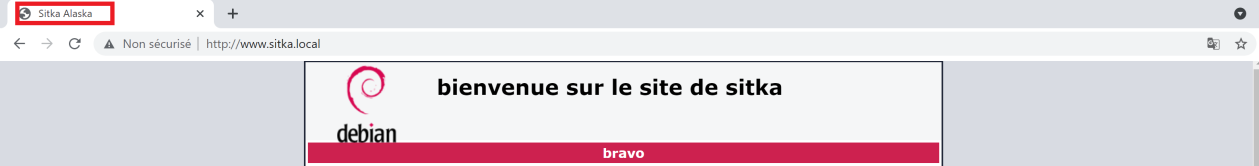 Sitka Alaska
Non sécurisé | http://www.sitka.local
bienvenue sur le site de sitka
debian
bravo